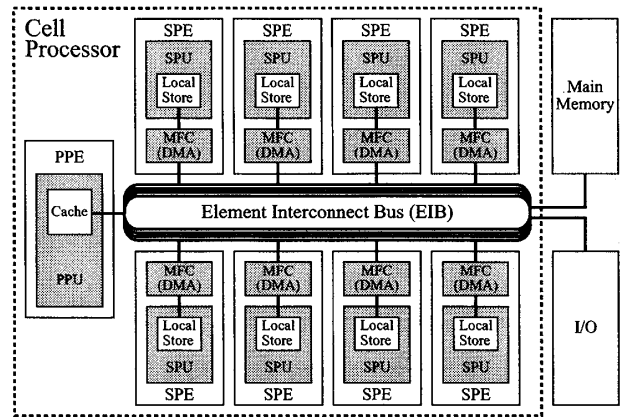 Cell
Processor
SPE
SPU
Local
Store
MFC
(DMA)
SPE
SPU
Local
Store
MFC
(DMA)
SPE
SPU
Local
Store
MFC
(DMA)
SPE
SPU
Local
Store
MFC
(DMA)
Main
Memory
PPE
Cache
PPU
Element Interconnect Bus (EIB)
MFC
(DMA)
Local
Store
SPU
SPE
MFC
(DMA)
Local
Store
SPU
SPE
MFC
(DMA)
Local
Store
SPU
SPE
MFC
(DMA)
Local
Store
SPU
SPE
I/O